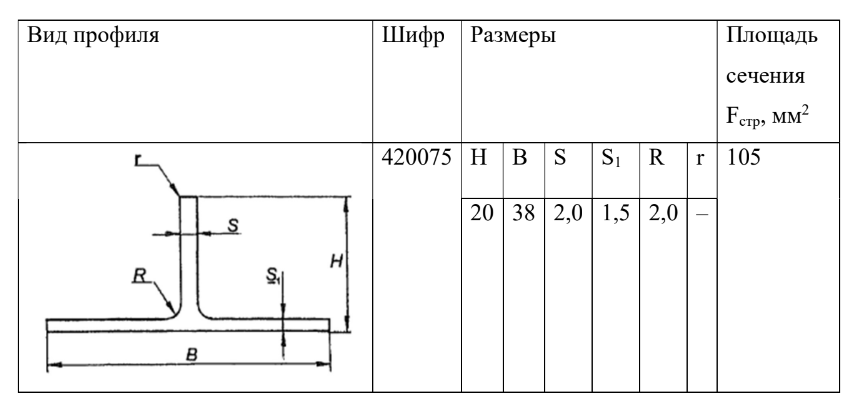 Вид профиля Шифр Размеры Площадь
сечения
Fстр, мм²
420075 H B S S₁ R r 105
20 38 2,0 1,5 2,0 –
r
S
H
R S₁
B